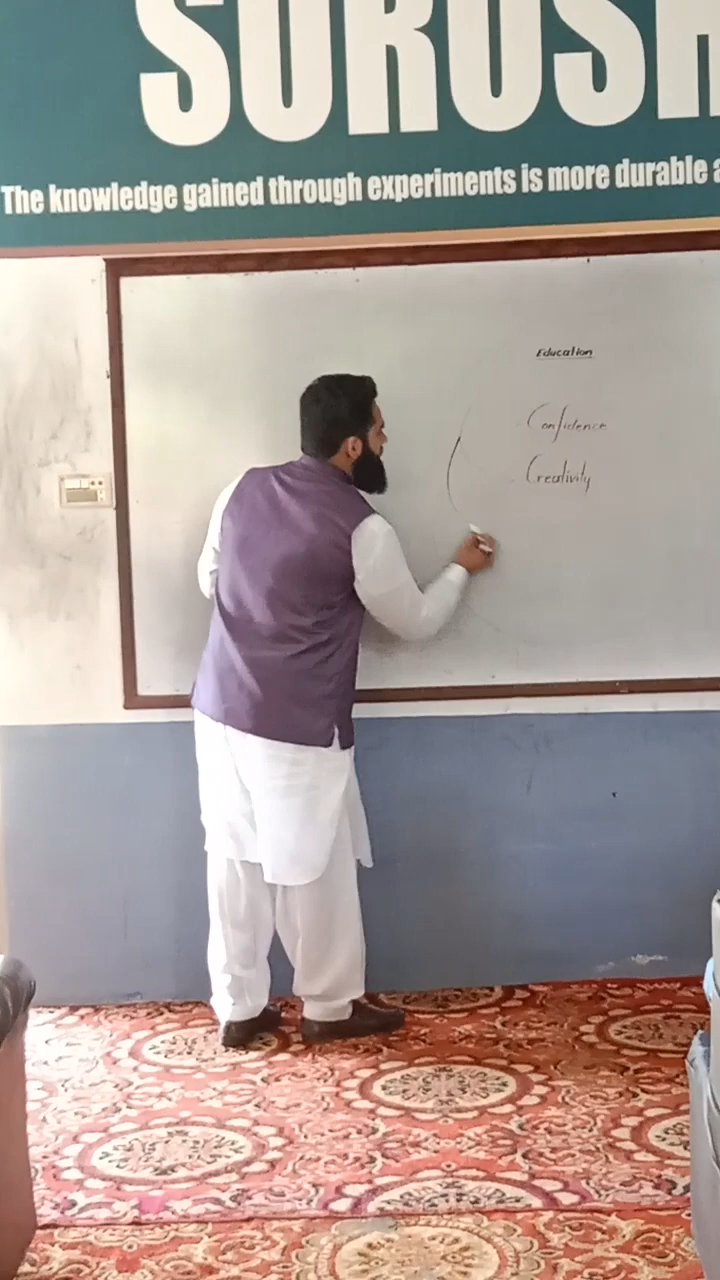 SOROSH
The knowledge gained through experiments is more durable
Education
Confidence
Creativity